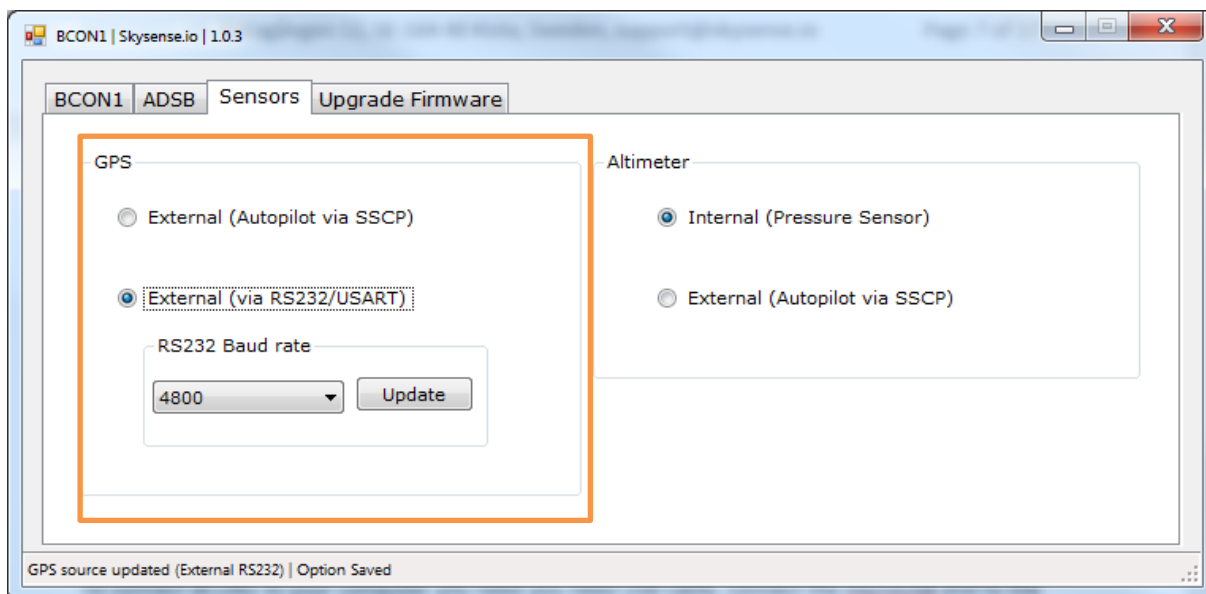 BCON1 | Skysense.io | 1.0.3
BCON1 ADSB Sensors Upgrade Firmware
GPS
External (Autopilot via SSCP)
External (via RS232/USART)
RS232 Baud rate
4800 Update
Altimeter
Internal (Pressure Sensor)
External (Autopilot via SSCP)
GPS source updated (External RS232) | Option Saved